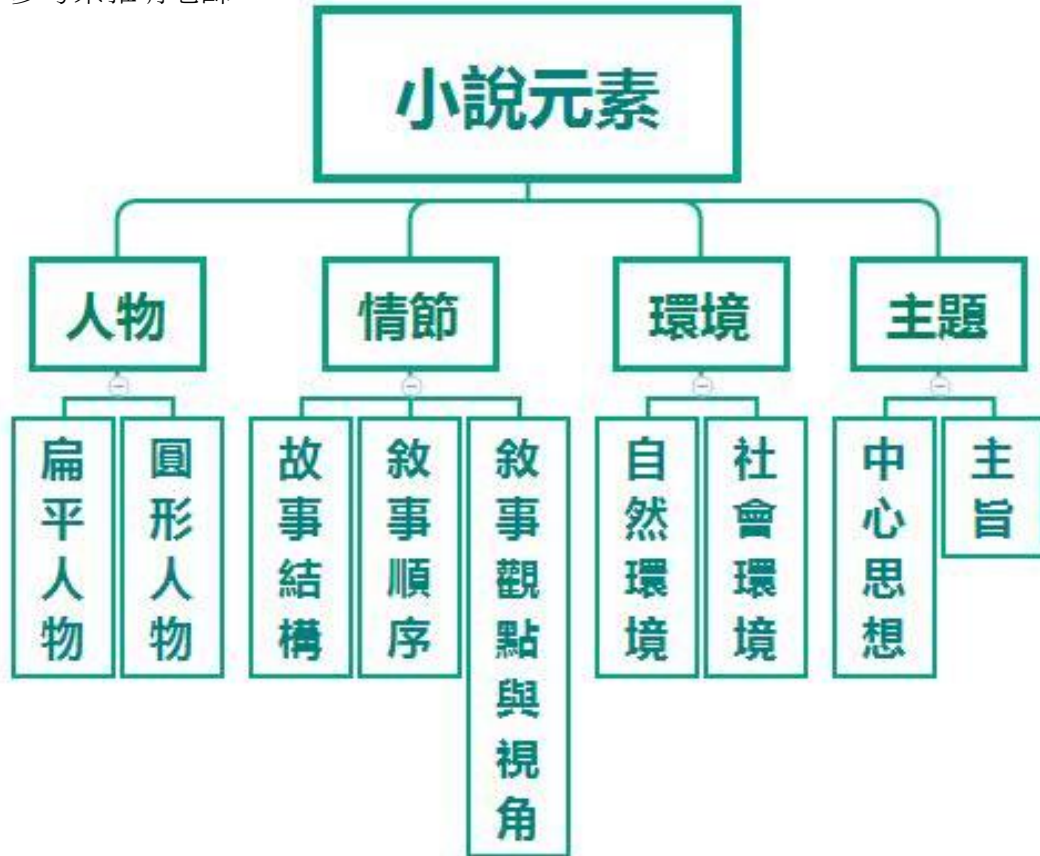 小說元素
人物
情節
環境
主題
扁平人物
圓形人物
故事結構
敘事順序
敘事觀點與視角
自然環境
社會環境
中心思想
主旨